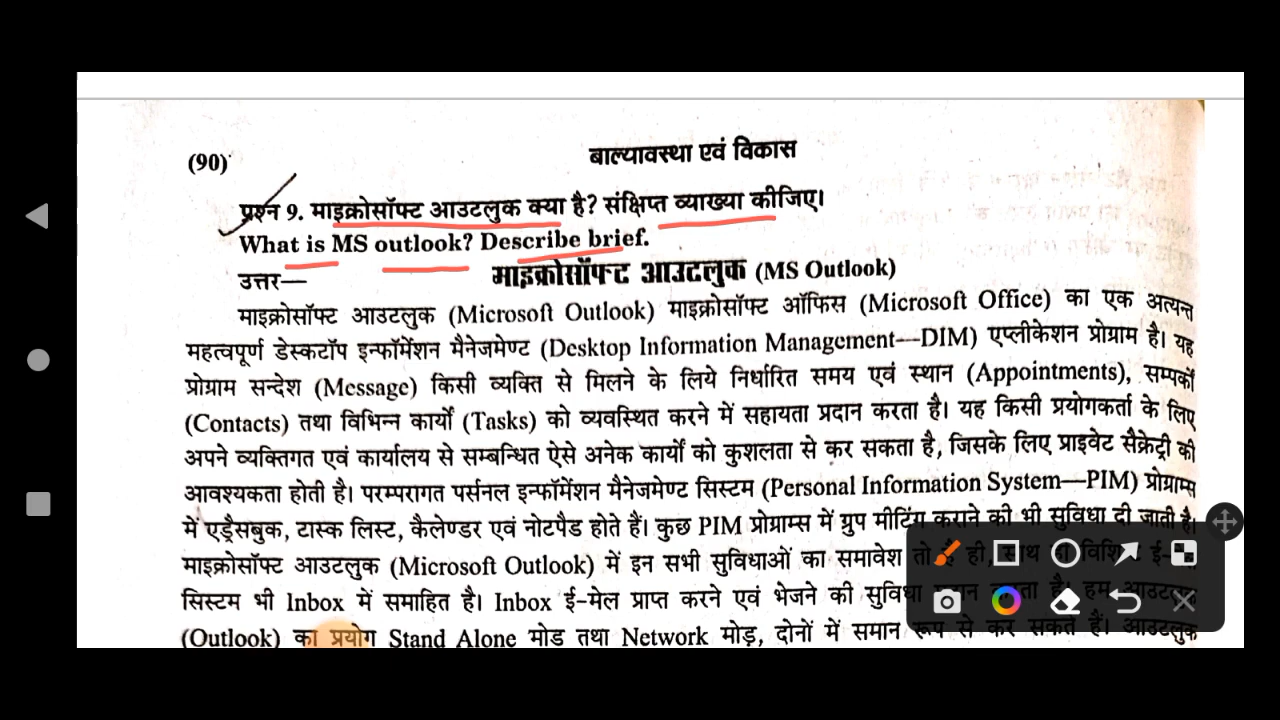 (90)
बाल्यावस्था एवं विकास
प्रश्न 9. माइक्रोसॉफ्ट आउटलुक क्या है? संक्षिप्त व्याख्या कीजिए।
What is MS outlook? Describe brief.
उत्तर— माइक्रोसॉफ्ट आउटलुक (MS Outlook)
माइक्रोसॉफ्ट आउटलुक (Microsoft Outlook) माइक्रोसॉफ्ट ऑफिस (Microsoft Office) का एक अत्यन्त
महत्वपूर्ण डेस्कटॉप इन्फॉर्मेशन मैनेजमेण्ट (Desktop Information Management—DIM) एप्लीकेशन प्रोग्राम है। यह
प्रोग्राम सन्देश (Message) किसी व्यक्ति से मिलने के लिये निर्धारित समय एवं स्थान (Appointments), सम्पर्कों
(Contacts) तथा विभिन्न कार्यों (Tasks) को व्यवस्थित करने में सहायता प्रदान करता है। यह किसी प्रयोगकर्ता के लिए
अपने व्यक्तिगत एवं कार्यालय से सम्बन्धित ऐसे अनेक कार्यों को कुशलता से कर सकता है, जिसके लिए प्राइवेट सैक्रेट्री की
आवश्यकता होती है। परम्परागत पर्सनल इन्फॉर्मेशन मैनेजमेण्ट सिस्टम (Personal Information System—PIM) प्रोग्राम्स
में एड्रैसबुक, टास्क लिस्ट, कैलेण्डर एवं नोटपैड होते हैं। कुछ PIM प्रोग्राम्स में ग्रुप मीटिंग कराने की भी सुविधा दी जाती है।
माइक्रोसॉफ्ट आउटलुक (Microsoft Outlook) में इन सभी सुविधाओं का समावेश तो है ही,
सिस्टम भी Inbox में समाहित है। Inbox ई-मेल प्राप्त करने एवं भेजने की सुविधा है। हम आउटलुक
(Outlook) का प्रयोग Stand Alone मोड तथा Network मोड़, दोनों में समान रूप से कर सकते हैं। आउटलुक